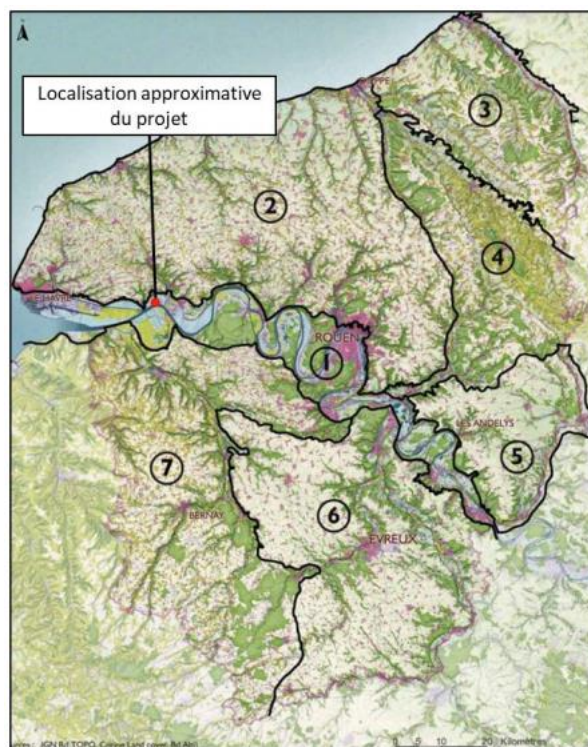 Localisation approximative
du projet
3
2
4
LE HAVRE
ROUEN
1
LES ANDELYS
5
7
6
BERNAY
EVREUX
0 5 10 20 Kilomètres